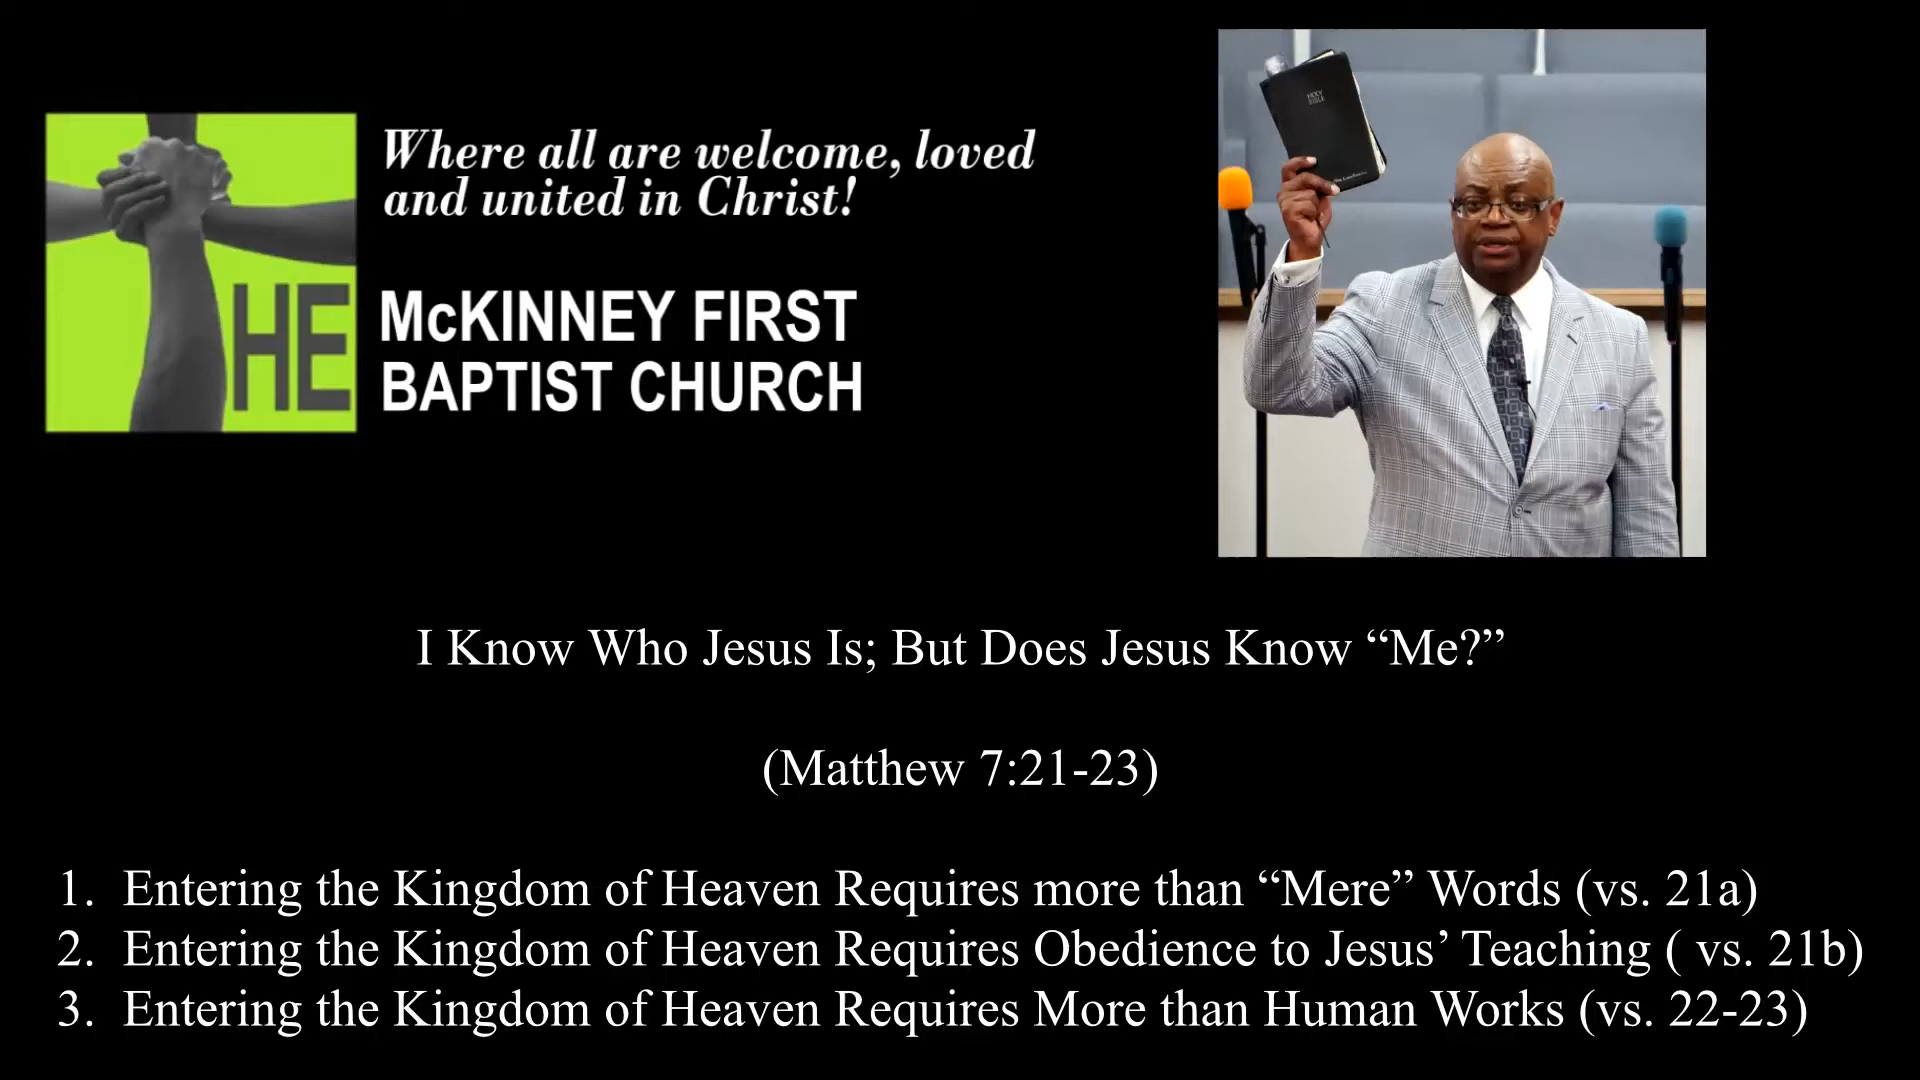 Where all are welcome, loved
and united in Christ!
HE
McKINNEY FIRST
BAPTIST CHURCH
HOLY
BIBLE
I Know Who Jesus Is; But Does Jesus Know “Me?”
(Matthew 7:21-23)
1. Entering the Kingdom of Heaven Requires more than “Mere” Words (vs. 21a)
2. Entering the Kingdom of Heaven Requires Obedience to Jesus’ Teaching ( vs. 21b)
3. Entering the Kingdom of Heaven Requires More than Human Works (vs. 22-23)